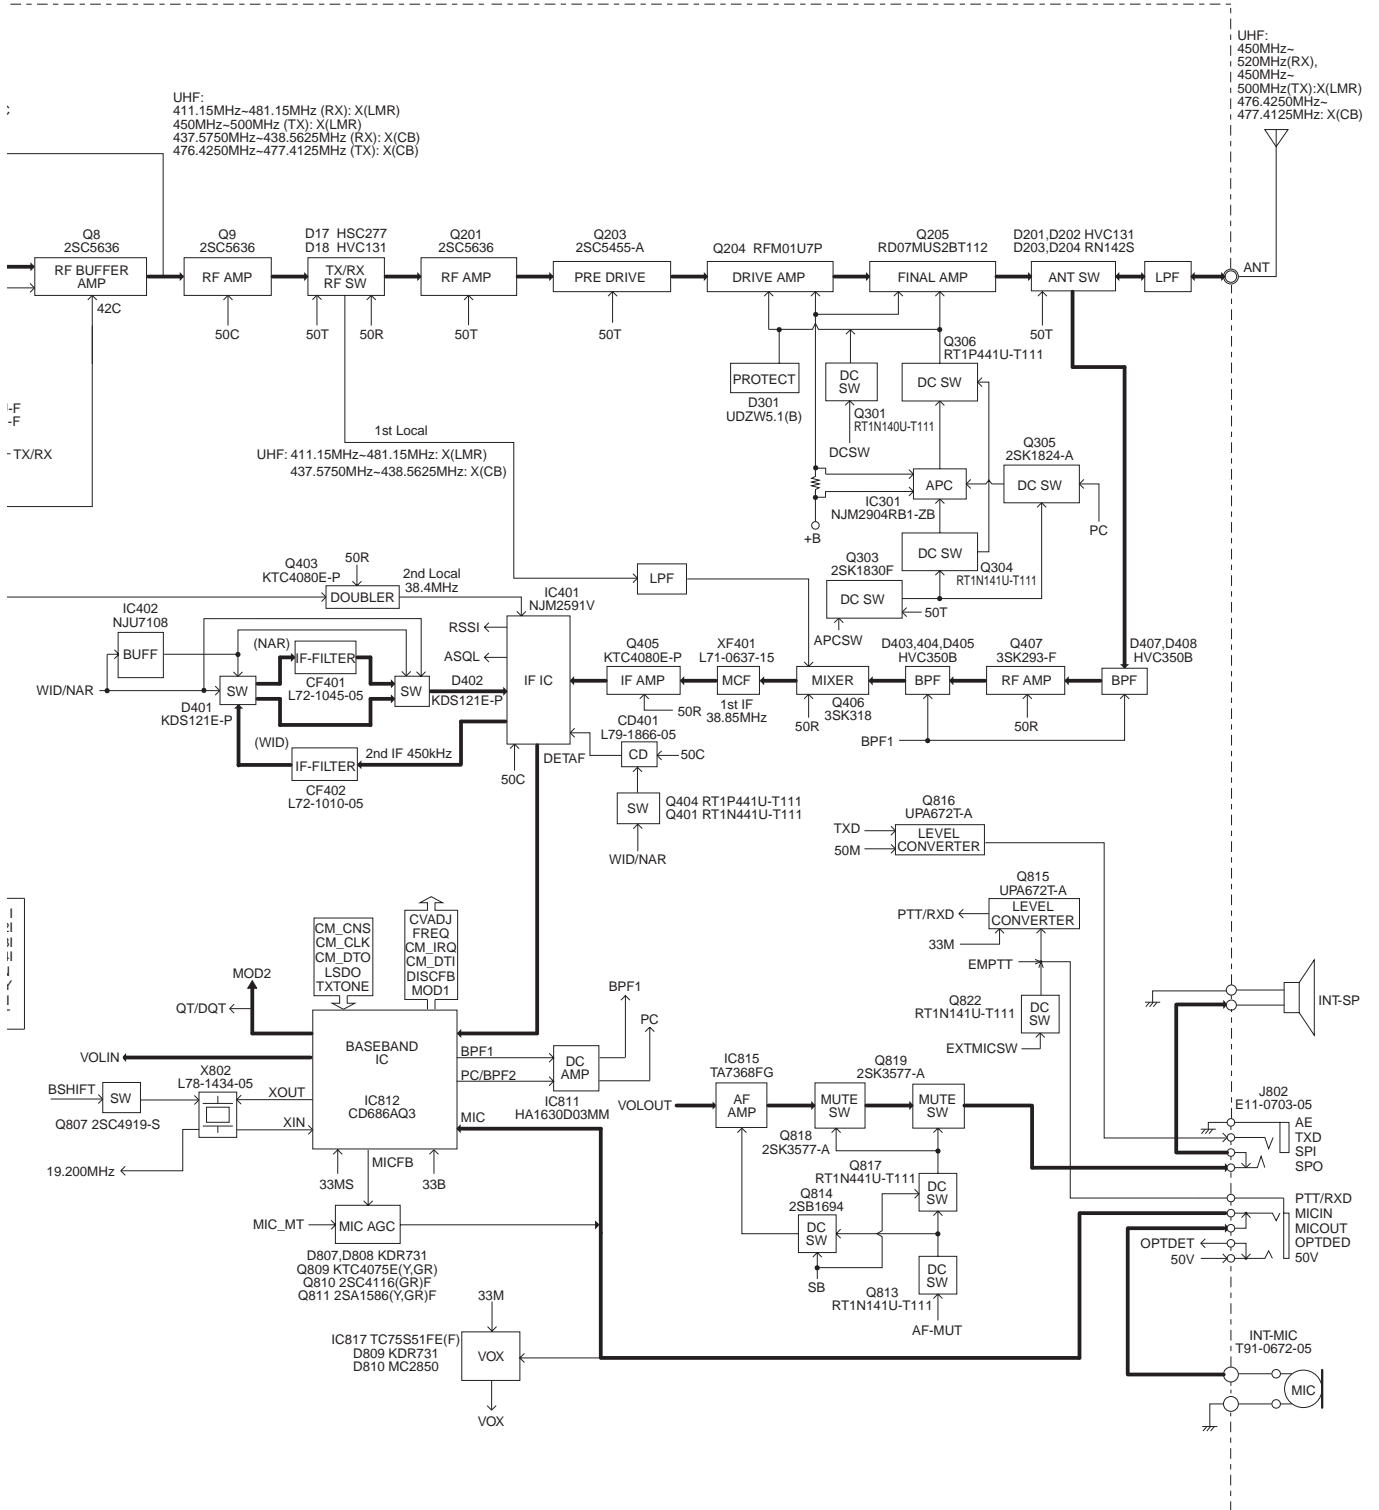 UHF:
450MHz~
520MHz(RX),
450MHz~
500MHz(TX):X(LMR)
476.4250MHz~
477.4125MHz: X(CB)
UHF:
411.15MHz~481.15MHz (RX): X(LMR)
450MHz~500MHz (TX): X(LMR)
437.5750MHz~438.5625MHz (RX): X(CB)
476.4250MHz~477.4125MHz (TX): X(CB)
Q8
2SC5636
RF BUFFER
AMP
42C
Q9
2SC5636
RF AMP
50C
D17 HSC277
D18 HVC131
TX/RX
RF SW
50T
50R
Q201
2SC5636
RF AMP
50T
Q203
2SC5455-A
PRE DRIVE
50T
Q204 RFM01U7P
DRIVE AMP
Q205
RD07MUS2BT112
FINAL AMP
D201,D202 HVC131
D203,D204 RN142S
ANT SW
50T
LPF
ANT
PROTECT
D301
UDZW5.1(B)
DC
SW
Q301
RT1N140U-T111
DCSW
Q306
RT1P441U-T111
DC SW
-F
-F
TX/RX
1st Local
UHF: 411.15MHz~481.15MHz: X(LMR)
437.5750MHz~438.5625MHz: X(CB)
Q305
2SK1824-A
DC SW
PC
APC
IC301
NJM2904RB1-ZB
+B
DC SW
Q304
RT1N141U-T111
Q303
2SK1830F
DC SW
50T
APCSW
Q403
KTC4080E-P
50R
DOUBLER
2nd Local
38.4MHz
LPF
IC402
NJU7108
BUFF
WID/NAR
SW
D401
KDS121E-P
(NAR)
IF-FILTER
CF401
L72-1045-05
SW
D402
KDS121E-P
(WID)
IF-FILTER
CF402
L72-1010-05
2nd IF 450kHz
IC401
NJM2591V
RSSI
ASQL
IF IC
50C
DETAF
Q405
KTC4080E-P
IF AMP
50R
XF401
L71-0637-15
MCF
1st IF
38.85MHz
MIXER
50R
Q406
3SK318
D403,404,D405
HVC350B
BPF
Q407
3SK293-F
RF AMP
50R
D407,D408
HVC350B
BPF
BPF1
CD401
L79-1866-05
CD
50C
SW
Q404 RT1P441U-T111
Q401 RT1N441U-T111
WID/NAR
Q816
UPA672T-A
TXD
50M
LEVEL
CONVERTER
Q815
UPA672T-A
LEVEL
CONVERTER
PTT/RXD
33M
EMPTT
Q822
RT1N141U-T111
DC
SW
EXTMICSW
INT-SP
CM_CNS
CM_CLK
CM_DTO
LSDO
TXTONE
CVADJ
FREQ
CM_IRQ
CM_DTI
DISCFB
MOD1
MOD2
QT/DQT
VOLIN
BASEBAND
IC
IC812
CD686AQ3
BPF1
PC/BPF2
MIC
BPF1
PC
DC
AMP
IC811
HA1630D03MM
BSHIFT
SW
Q807 2SC4919-S
X802
L78-1434-05
XOUT
XIN
19.200MHz
33MS
MICFB
33B
MIC_MT
MIC AGC
D807,D808 KDR731
Q809 KTC4075E(Y,GR)
Q810 2SC4116(GR)F
Q811 2SA1586(Y,GR)F
33M
IC817 TC75S51FE(F)
D809 KDR731
D810 MC2850
VOX
VOX
VOLOUT
IC815
TA7368FG
AF
AMP
MUTE
SW
Q818
2SK3577-A
Q819
2SK3577-A
MUTE
SW
Q817
RT1N441U-T111
DC
SW
Q814
2SB1694
DC
SW
SB
DC
SW
Q813
RT1N141U-T111
AF-MUT
J802
E11-0703-05
AE
TXD
SPI
SPO
PTT/RXD
MICIN
MICOUT
OPTDED
50V
OPTDET
50V
INT-MIC
T91-0672-05
MIC